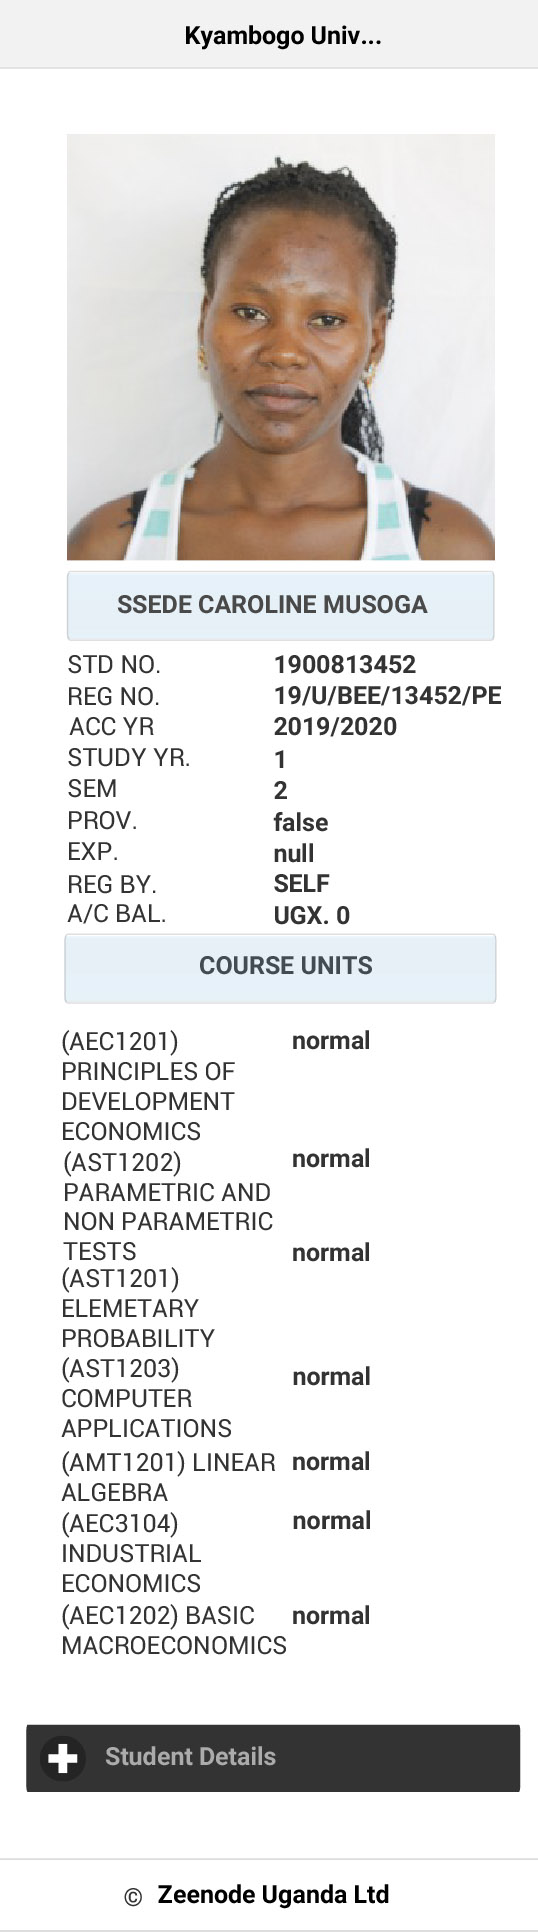 Kyambogo Univ...
SSEDE CAROLINE MUSOGA
STD NO. 1900813452
REG NO. 19/U/BEE/13452/PE
ACC YR 2019/2020
STUDY YR. 1
SEM 2
PROV. false
EXP. null
REG BY. SELF
A/C BAL. UGX. 0
COURSE UNITS
(AEC1201) normal
PRINCIPLES OF
DEVELOPMENT
ECONOMICS
(AST1202) normal
PARAMETRIC AND
NON PARAMETRIC
TESTS normal
(AST1201)
ELEMETARY
PROBABILITY
(AST1203) normal
COMPUTER
APPLICATIONS
(AMT1201) LINEAR normal
ALGEBRA
(AEC3104) normal
INDUSTRIAL
ECONOMICS
(AEC1202) BASIC normal
MACROECONOMICS
Student Details
© Zeenode Uganda Ltd